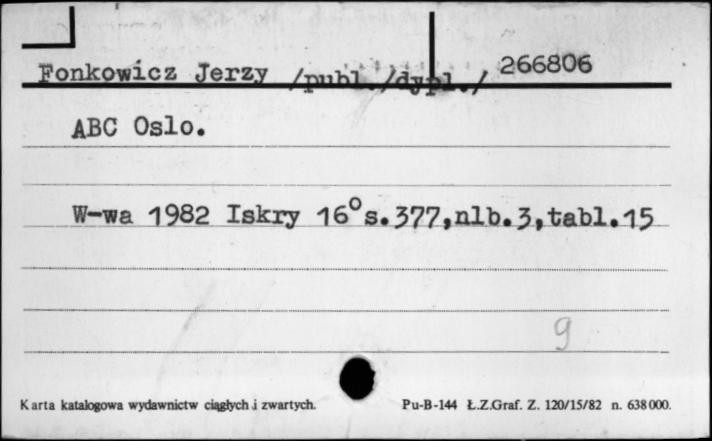 Fonkowicz Jerzy /publ./dypl./ 266806
ABC Oslo.
W-wa 1982 Iskry 16° s.377,nlb.3,tabl.15
9
Karta katalogowa wydawnictw ciągłych i zwartych. Pu-B-144 Ł.Z.Graf. Z. 120/15/82 n. 638000.